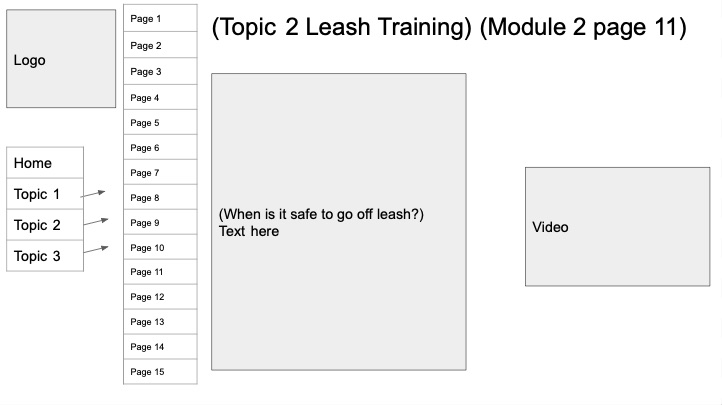 Logo
Home
Topic 1
Topic 2
Topic 3
Page 1
Page 2
Page 3
Page 4
Page 5
Page 6
Page 7
Page 8
Page 9
Page 10
Page 11
Page 12
Page 13
Page 14
Page 15
(Topic 2 Leash Training) (Module 2 page 11)
(When is it safe to go off leash?)
Text here
Video